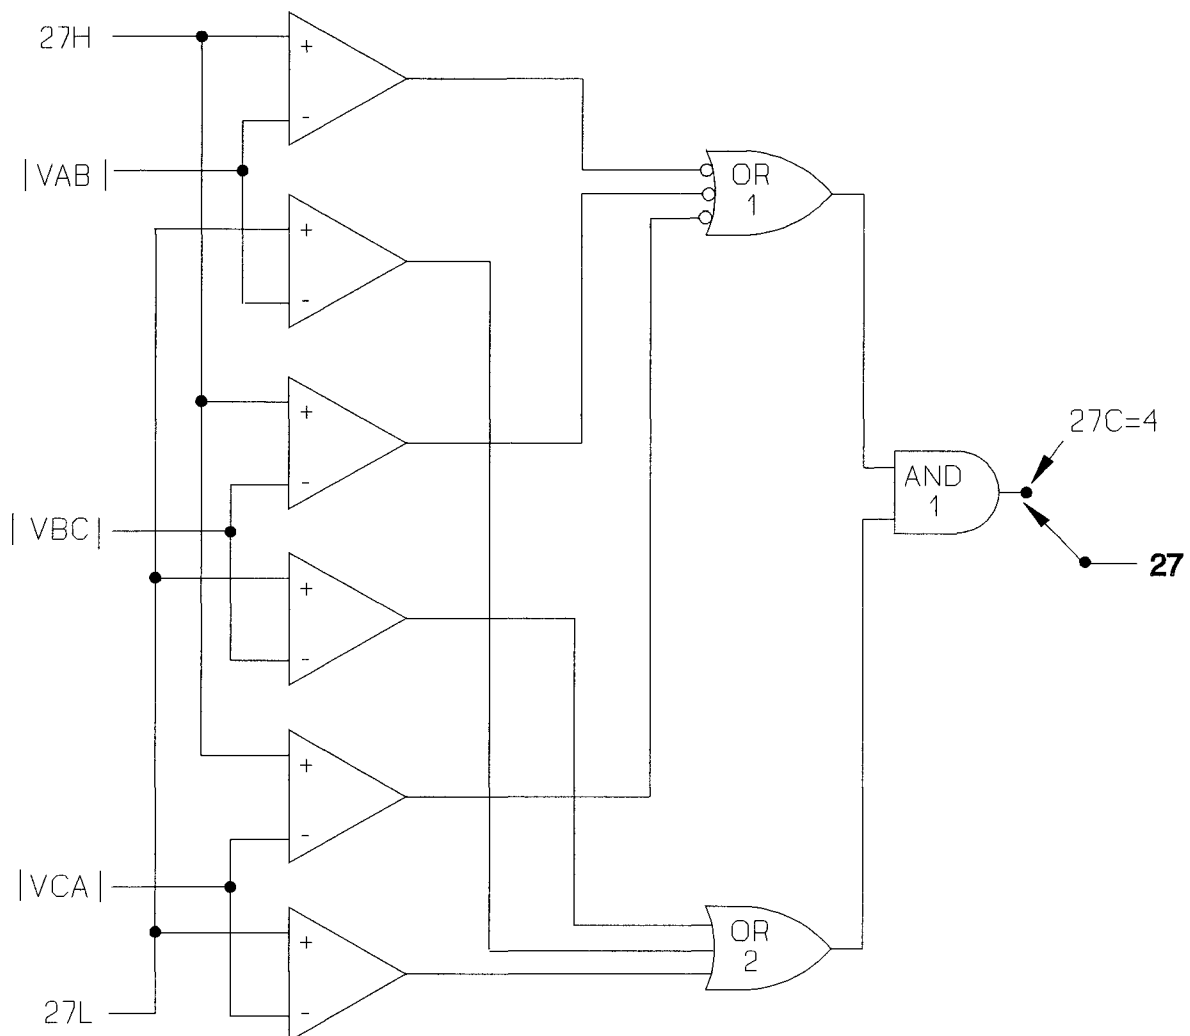 27H
+
-
|VAB|
OR
1
+
-
+
-
27C=4
AND
1
|VBC|
27
+
-
+
-
|VCA|
OR
2
+
-
27L